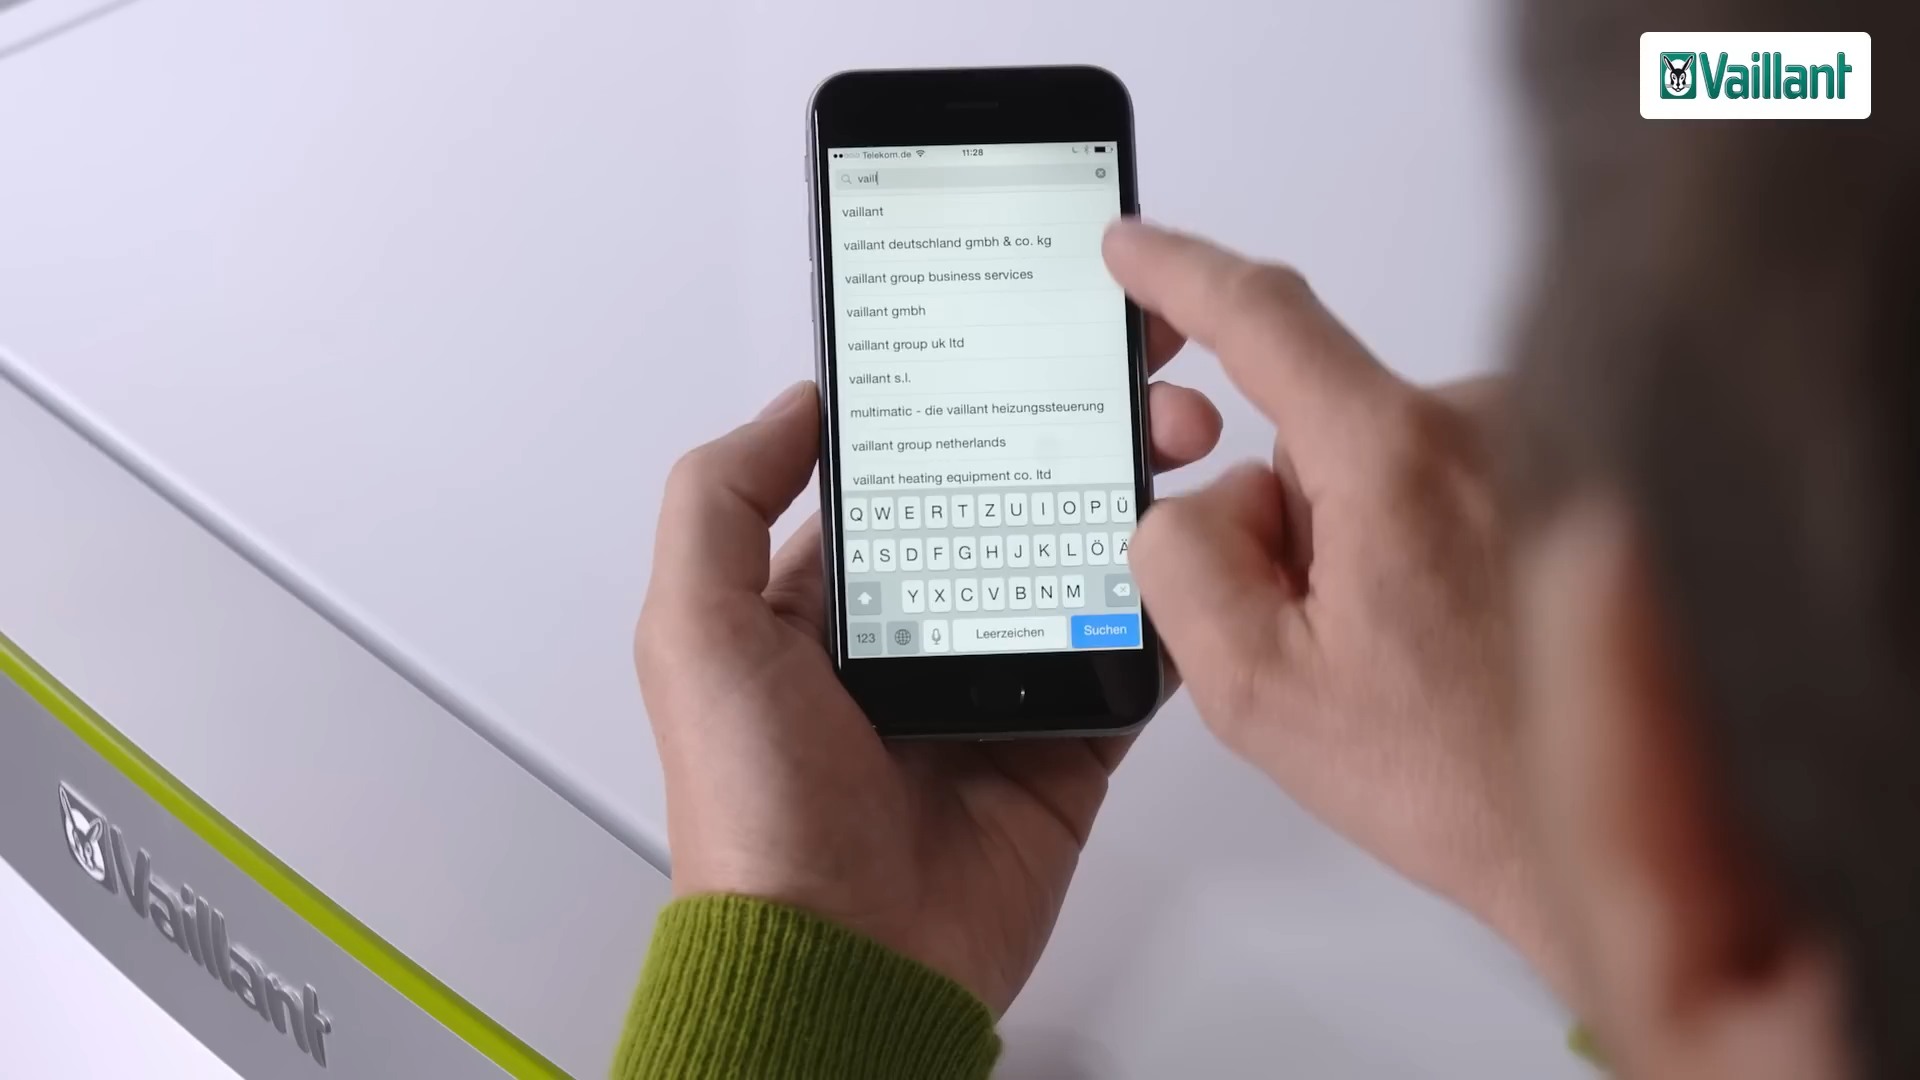 Vaillant
Telekom.de 11:28
vaill
vaillant
vaillant deutschland gmbh & co. kg
vaillant group business services
vaillant gmbh
vaillant group uk ltd
vaillant s.l.
multimatic - die vaillant heizungssteuerung
vaillant group netherlands
vaillant heating equipment co. ltd
Q W E R T Z U I O P Ü
A S D F G H J K L Ö Ä
Y X C V B N M
123 Leerzeichen Suchen
Vaillant